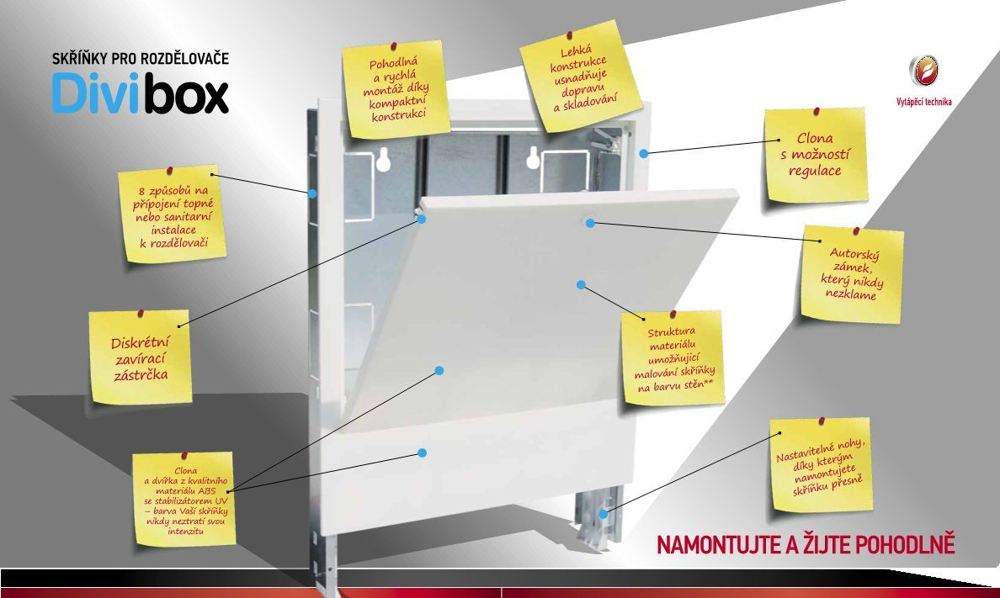 SKŘÍŇKY PRO ROZDĚLOVAČE
Divibox
Pohodlná
a rychlá
montáž díky
kompaktní
konstrukci
Lehká
konstrukce
usnadňuje
dopravu
a skladování
Vytápěcí technika
Clona
s možností
regulace
8 způsobů na
připojení topné
nebo sanitarní
instalace
k rozdělovači
Autorský
zámek,
který nikdy
nezklame
Diskrétní
zavírací
zástrčka
Struktura
materiálu
umožňujicí
malování skříňky
na barvu stěn**
Clona
a dvířka z kvalitního
materiálu ABS
se stabilizátorem UV
– barva Vaší skříňky
nikdy neztratí svou
intenzitu
Nastavitelné nohy,
díky kterým
namontujete
skříňku přesně
NAMONTUJTE A ŽIJTE POHODLNĚ